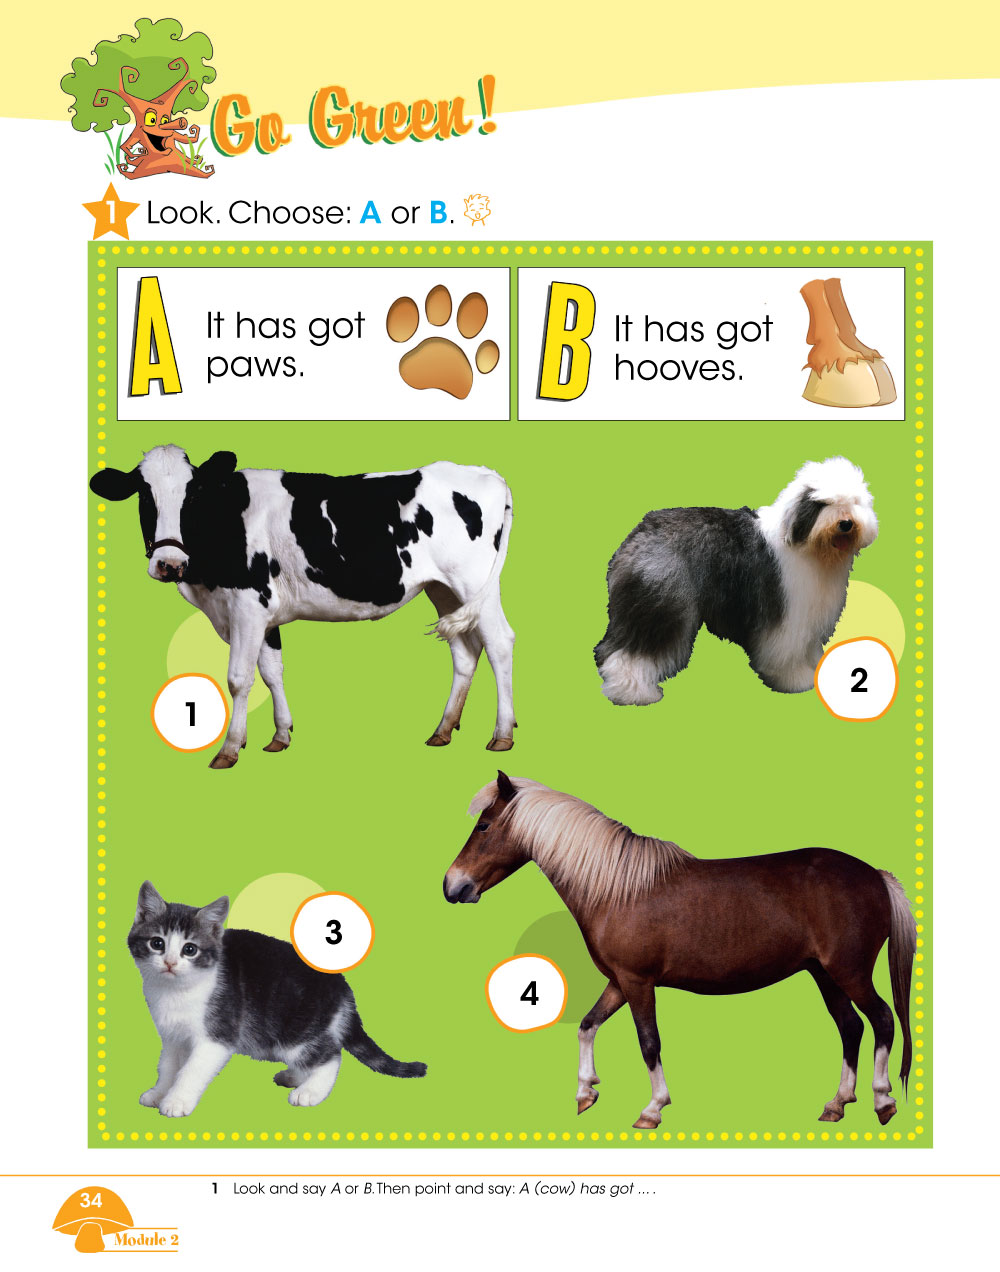 Go Green!
1 Look. Choose: A or B.
A
It has got
paws.
B
It has got
hooves.
1
2
3
4
1 Look and say A or B. Then point and say: A (cow) has got ... .
34
Module 2